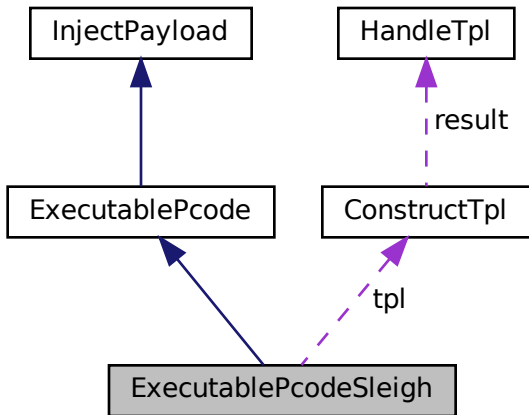 InjectPayload
HandleTpl
result
ExecutablePcode
ConstructTpl
tpl
ExecutablePcodeSleigh